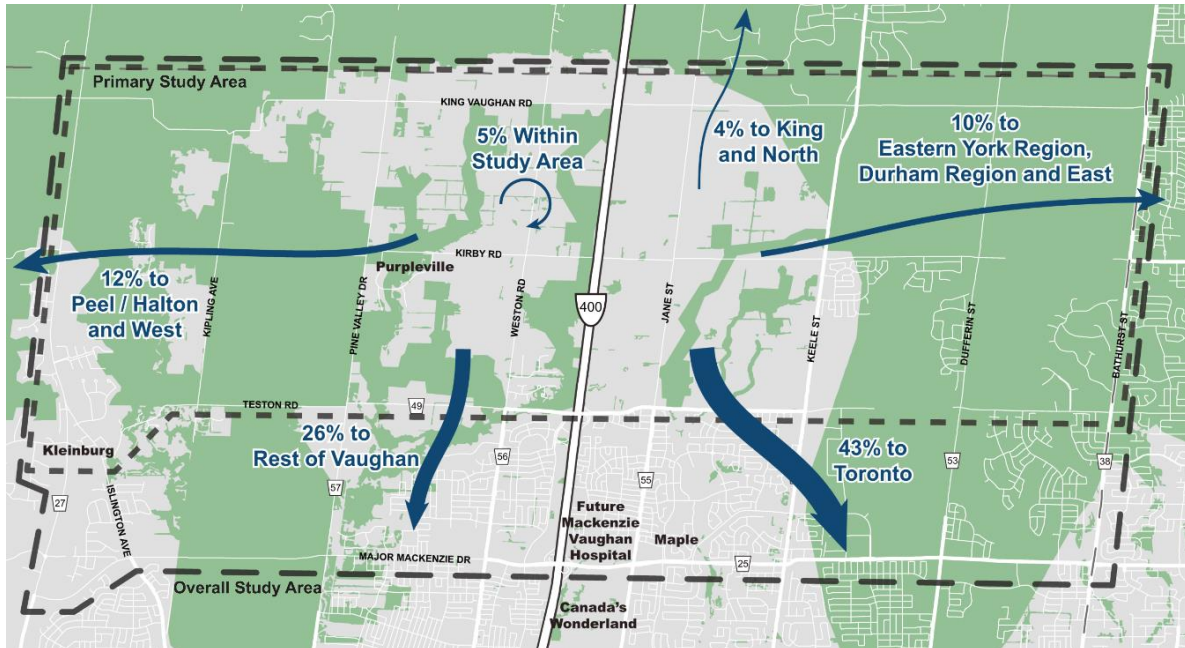 Primary Study Area
KING VAUGHAN RD
5% Within
Study Area
4% to King
and North
10% to
Eastern York Region,
Durham Region and East
12% to
Peel / Halton
and West
KIRBY RD
Purpleville
KIPLING AVE
PINE VALLEY DR
WESTON RD
400
JANE ST
KEELE ST
DUFFERIN ST
BATHURST ST
TESTON RD
49
26% to
Rest of Vaughan
43% to
Toronto
Kleinburg
27
ISLINGTON AVE
57
56
55
53
38
Future
Mackenzie
Vaughan
Hospital
Maple
25
MAJOR MACKENZIE DR
Overall Study Area
Canada's
Wonderland